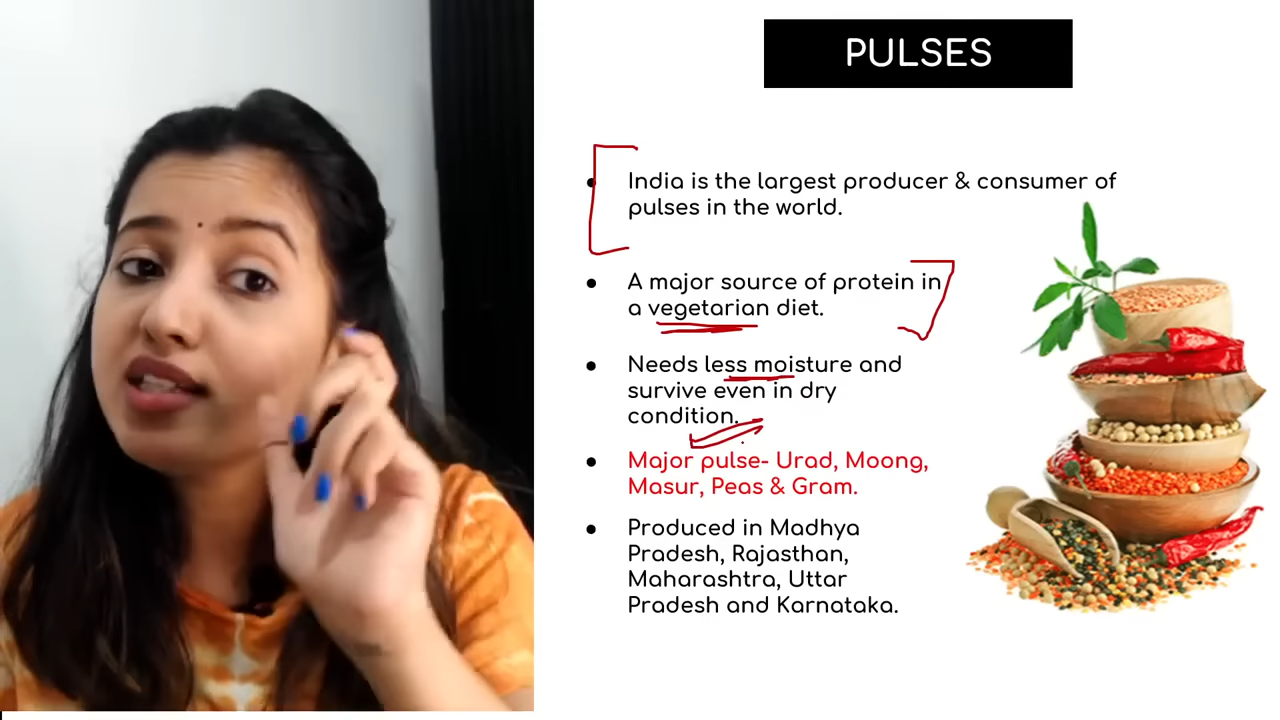 PULSES
● India is the largest producer & consumer of
pulses in the world.
● A major source of protein in
a vegetarian diet.
● Needs less moisture and
survive even in dry
condition.
● Major pulse- Urad, Moong,
Masur, Peas & Gram.
● Produced in Madhya
Pradesh, Rajasthan,
Maharashtra, Uttar
Pradesh and Karnataka.